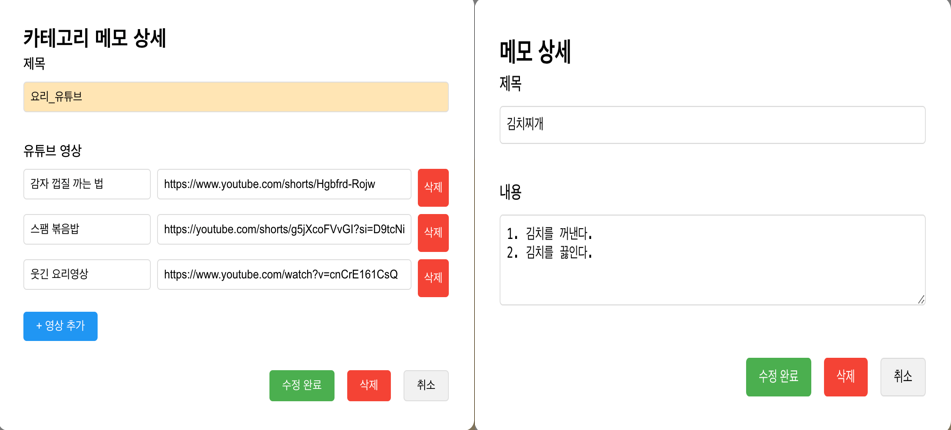 카테고리 메모 상세
제목
요리_유튜브
유튜브 영상
감자 껍질 까는 법 https://www.youtube.com/shorts/Hgbfrd-Rojw 삭제
스팸 볶음밥 https://youtube.com/shorts/g5jXcoFVvGI?si=D9tcNi 삭제
웃긴 요리영상 https://www.youtube.com/watch?v=cnCrE161CsQ 삭제
+ 영상 추가
수정 완료 삭제 취소
메모 상세
제목
김치찌개
내용
1. 김치를 꺼낸다.
2. 김치를 끓인다.
수정 완료 삭제 취소